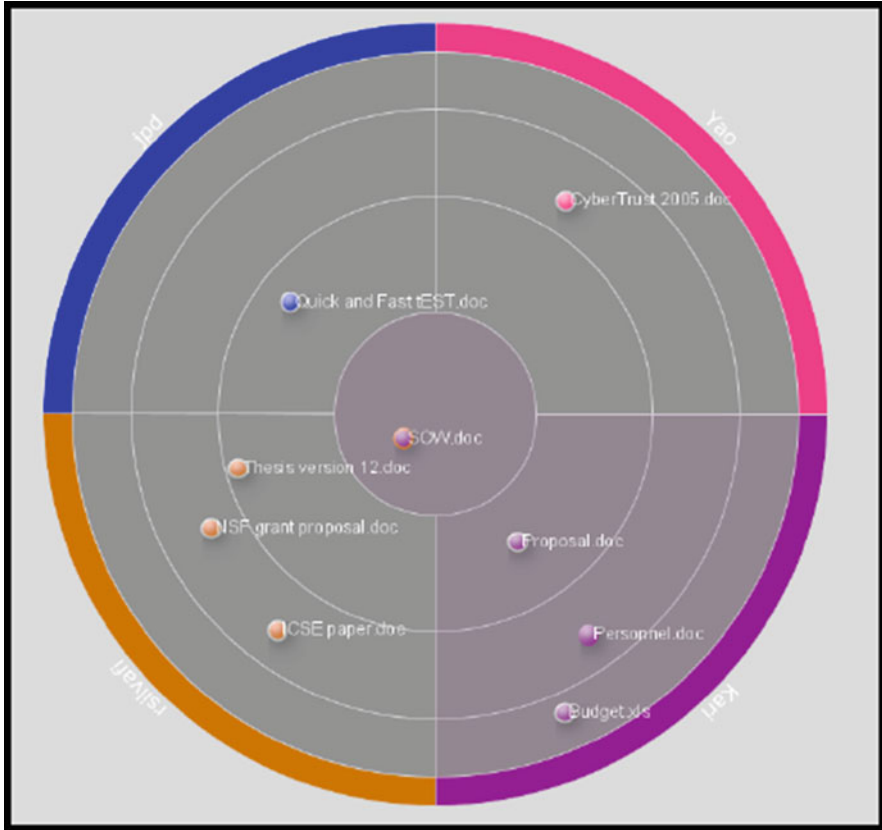 jpd
Yao
CyberTrust 2005.doc
Quick and Fast tEST.doc
SOW.doc
Thesis version 12.doc
NSF grant proposal.doc
Proposal.doc
ICSE paper.doc
Personnel.doc
rsilvafi
Kari
Budget.xls